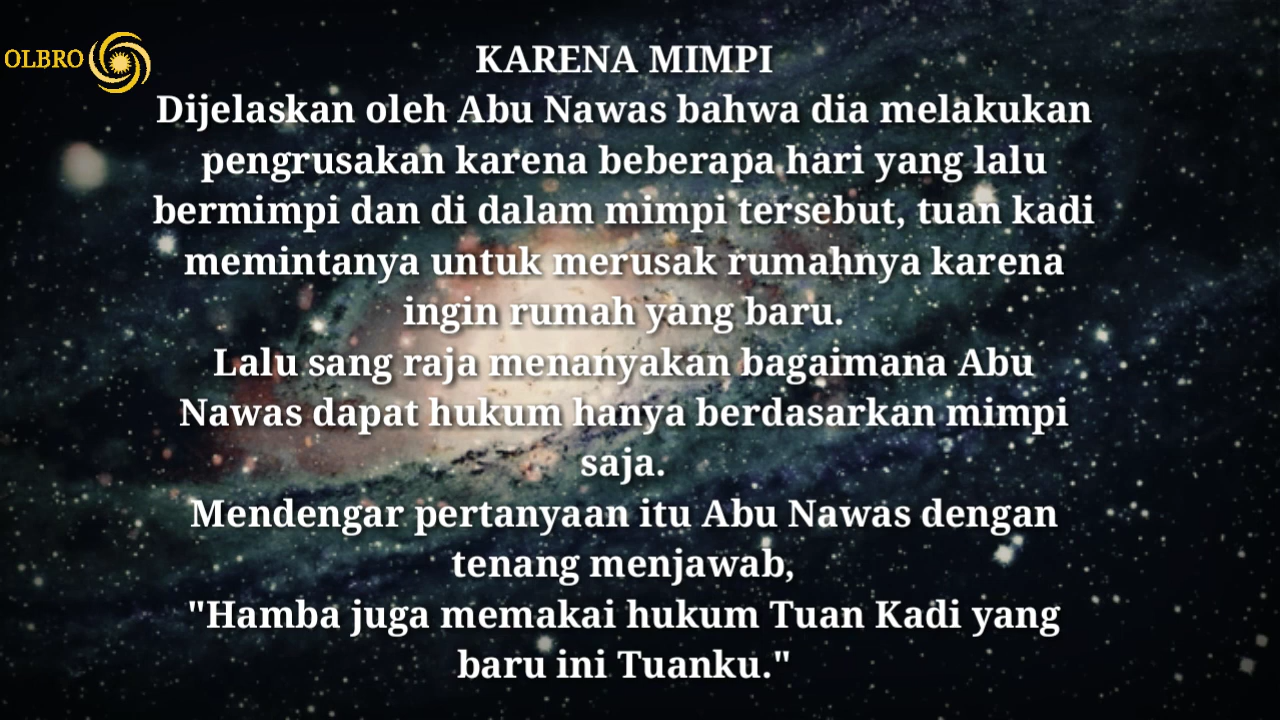 OLBRO
KARENA MIMPI
Dijelaskan oleh Abu Nawas bahwa dia melakukan
pengrusakan karena beberapa hari yang lalu
bermimpi dan di dalam mimpi tersebut, tuan kadi
memintanya untuk merusak rumahnya karena
ingin rumah yang baru.
Lalu sang raja menanyakan bagaimana Abu
Nawas dapat hukum hanya berdasarkan mimpi
saja.
Mendengar pertanyaan itu Abu Nawas dengan
tenang menjawab,
"Hamba juga memakai hukum Tuan Kadi yang
baru ini Tuanku."